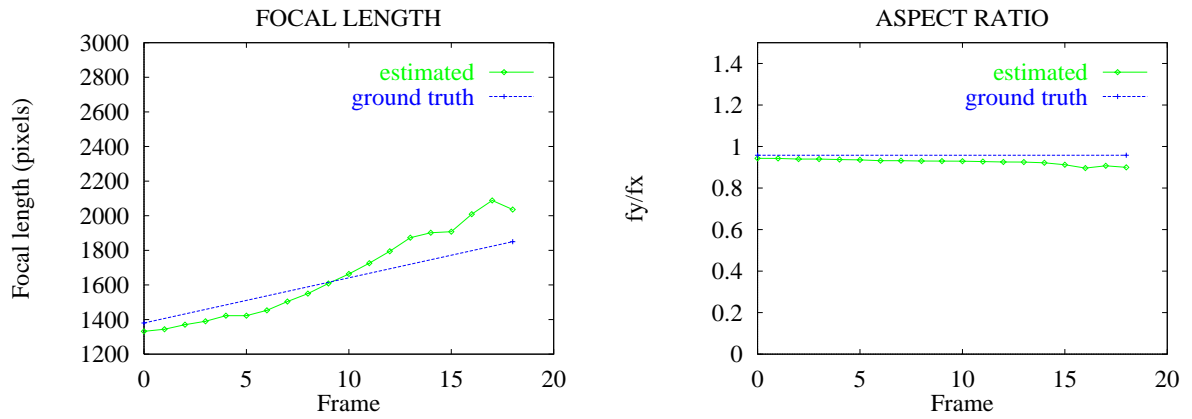 FOCAL LENGTH
3000
2800
2600
2400
2200
2000
1800
1600
1400
1200
Focal length (pixels)
estimated
ground truth
0 5 10 15 20
Frame
ASPECT RATIO
1.4
1.2
1
0.8
0.6
0.4
0.2
0
fy/fx
estimated
ground truth
0 5 10 15 20
Frame